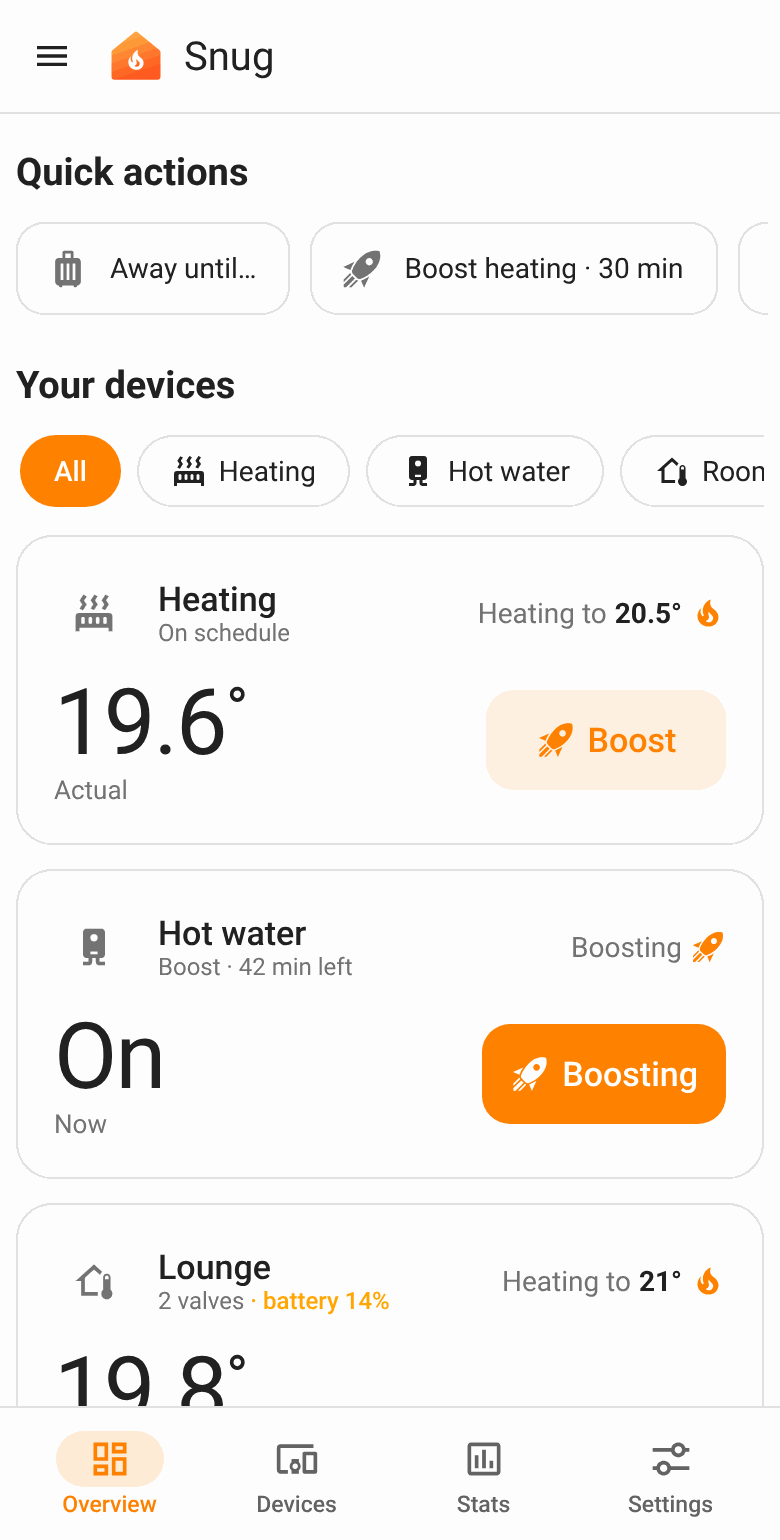 Snug
Quick actions
Away until…
Boost heating · 30 min
Your devices
All
Heating
Hot water
Heating
On schedule
Heating to 20.5°
19.6°
Boost
Actual
Hot water
Boost · 42 min left
Boosting
On
Boosting
Now
Lounge
2 valves · battery 14%
Heating to 21°
19.8°
Overview
Devices
Stats
Settings